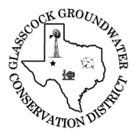 GLASSCOCK GROUNDWATER
CONSERVATION DISTRICT